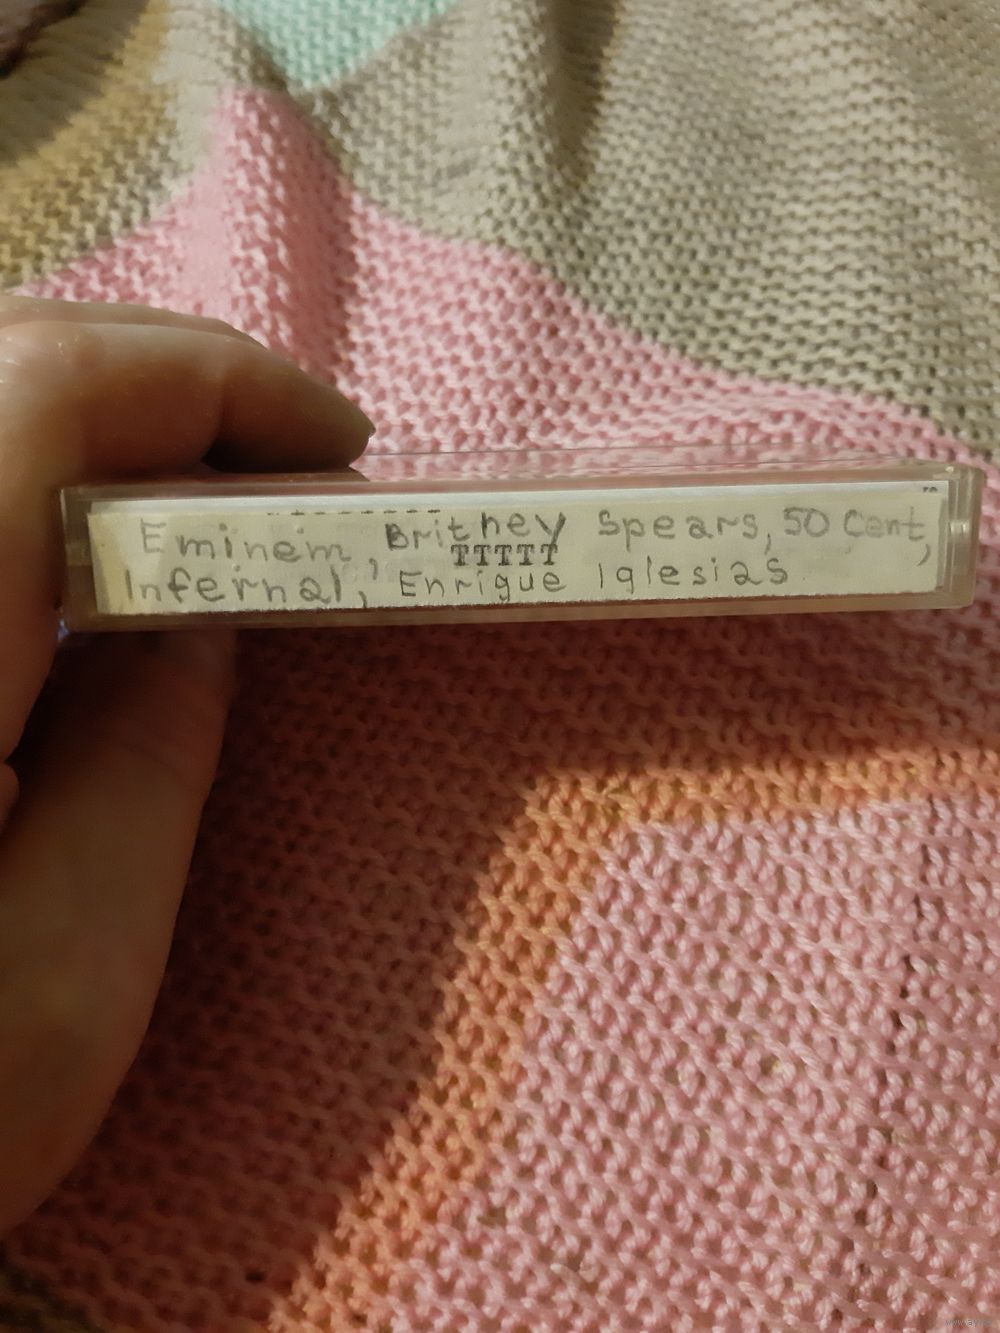 Eminem, Britney Spears, 50 Cent,
TTTTT
Infernal, Enrigue Iglesias